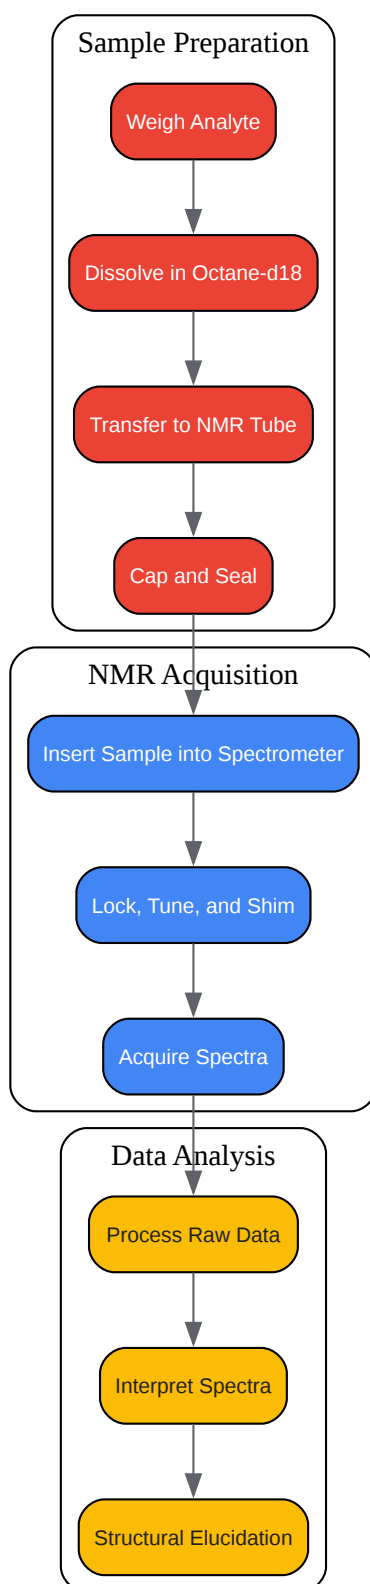 Sample Preparation
Weigh Analyte
Dissolve in Octane-d18
Transfer to NMR Tube
Cap and Seal
NMR Acquisition
Insert Sample into Spectrometer
Lock, Tune, and Shim
Acquire Spectra
Data Analysis
Process Raw Data
Interpret Spectra
Structural Elucidation